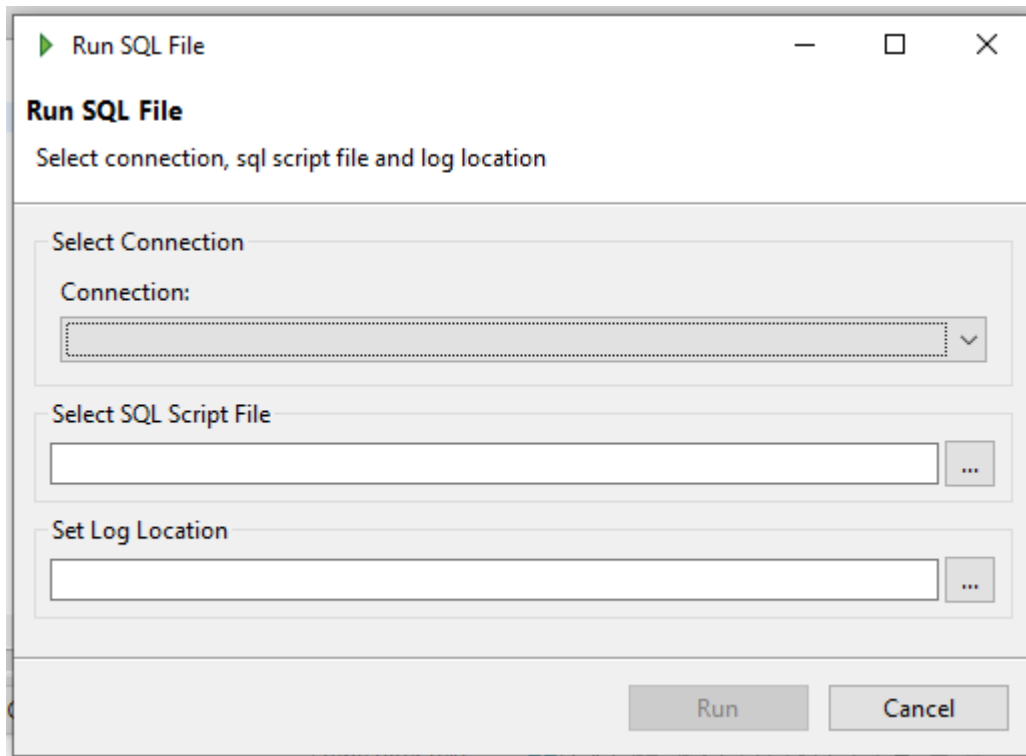 Run SQL File
Run SQL File
Select connection, sql script file and log location
Select Connection
Connection:
Select SQL Script File
...
Set Log Location
...
Run
Cancel